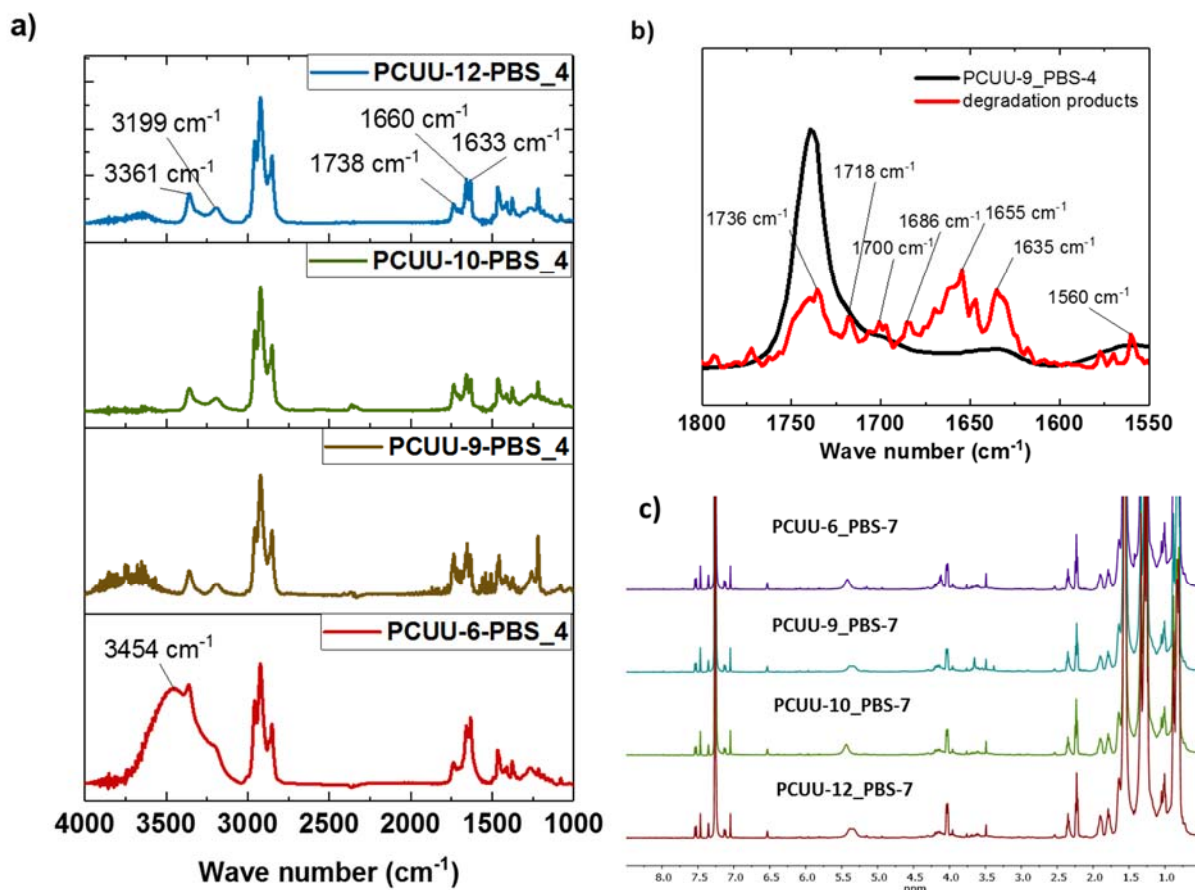 a)
PCUU-12-PBS_4
3199 cm-1
3361 cm-1
1660 cm-1
1633 cm-1
1738 cm-1
PCUU-10-PBS_4
PCUU-9-PBS_4
PCUU-6-PBS_4
3454 cm-1
4000 3500 3000 2500 2000 1500 1000
Wave number (cm-1)
b)
PCUU-9_PBS-4
degradation products
1736 cm-1
1718 cm-1
1700 cm-1
1686 cm-1
1655 cm-1
1635 cm-1
1560 cm-1
1800 1750 1700 1650 1600 1550
Wave number (cm-1)
c)
PCUU-6_PBS-7
PCUU-9_PBS-7
PCUU-10_PBS-7
PCUU-12_PBS-7
8.5 8.0 7.5 7.0 6.5 6.0 5.5 5.0 4.5 4.0 3.5 3.0 2.5 2.0 1.5 1.0
ppm